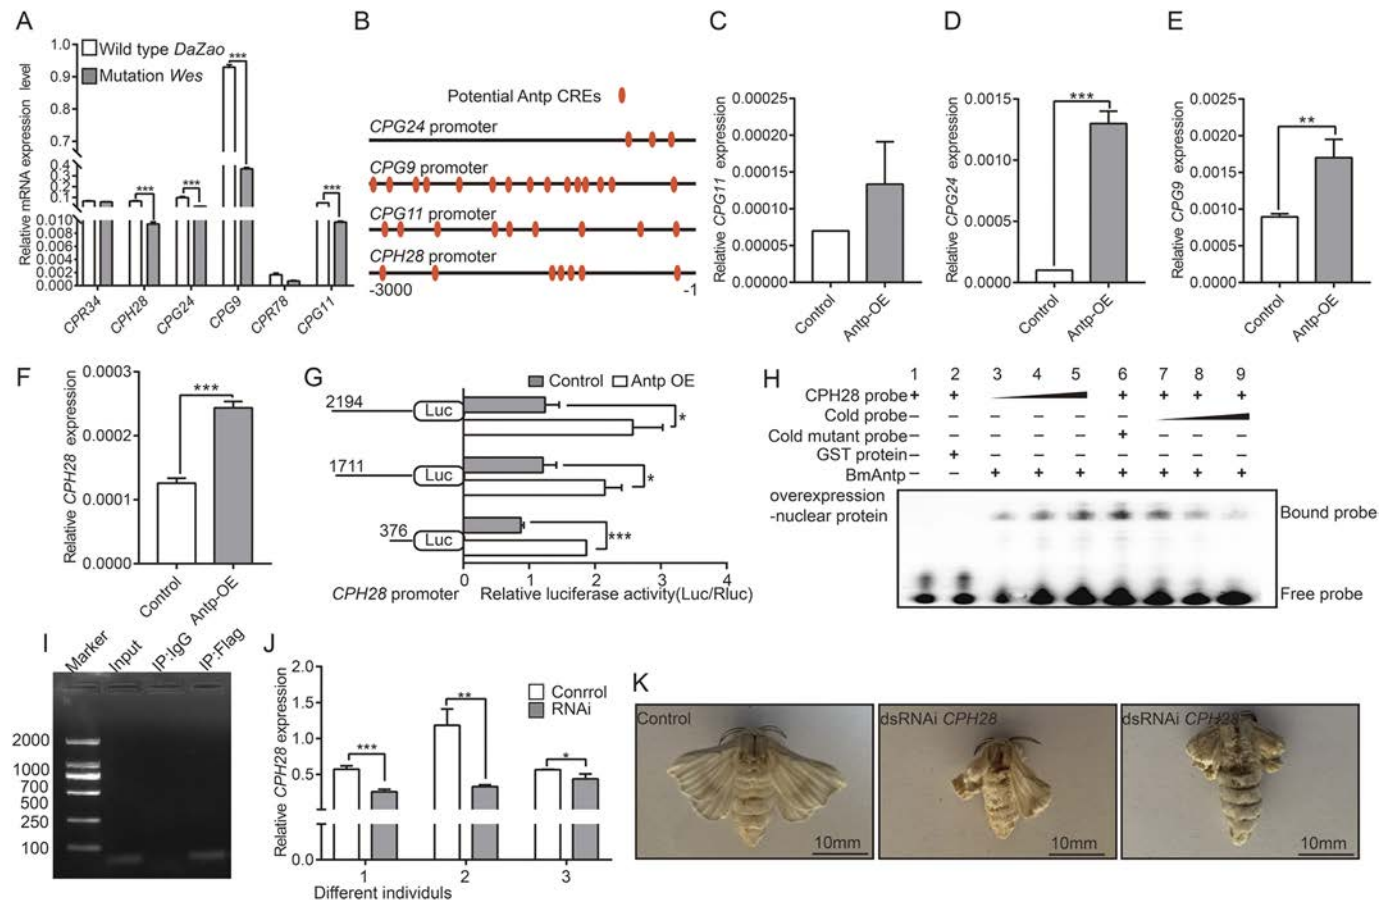 A
Relative mRNA expression level
1.0
0.9
0.8
0.7
0.4
0.3
0.2
0.1
0.010
0.008
0.006
0.004
0.002
0.000
Wild type DaZao
Mutation Wes
***
***
***
***
CPR34
CPH28
CPG24
CPG9
CPR78
CPG11
B
Potential Antp CREs
CPG24 promoter
CPG9 promoter
CPG11 promoter
CPH28 promoter
-3000
-1
C
Relative CPG11 expression
0.00025
0.00020
0.00015
0.00010
0.00005
0.00000
Control
Antp-OE
D
Relative CPG24 expression
0.0015
0.0010
0.0005
0.0000
***
Control
Antp-OE
E
Relative CPG9 expression
0.0025
0.0020
0.0015
0.0010
0.0005
0.0000
**
Control
Antp-OE
F
Relative CPH28 expression
0.0003
0.0002
0.0001
0.0000
***
Control
Antp-OE
G
Control
Antp OE
2194
Luc
*
1711
Luc
*
376
Luc
***
0 1 2 3 4
CPH28 promoter
Relative luciferase activity(Luc/Rluc)
H
1 2 3 4 5 6 7 8 9
CPH28 probe + + + + + +
Cold probe – – – – – –
Cold mutant probe – – – – – + – – –
GST protein – + – – – – – – –
BmAntp – – + + + + + + +
overexpression
-nuclear protein
Bound probe
Free probe
I
Marker
Input
IP:IgG
IP:Flag
2000
1000
700
500
250
100
J
Relative CPH28 expression
2.0
1.5
1.0
0.5
0.0
Conrrol
RNAi
***
**
*
1 2 3
Different individuls
K
Control
10mm
dsRNAi CPH28
10mm
dsRNAi CPH28
10mm